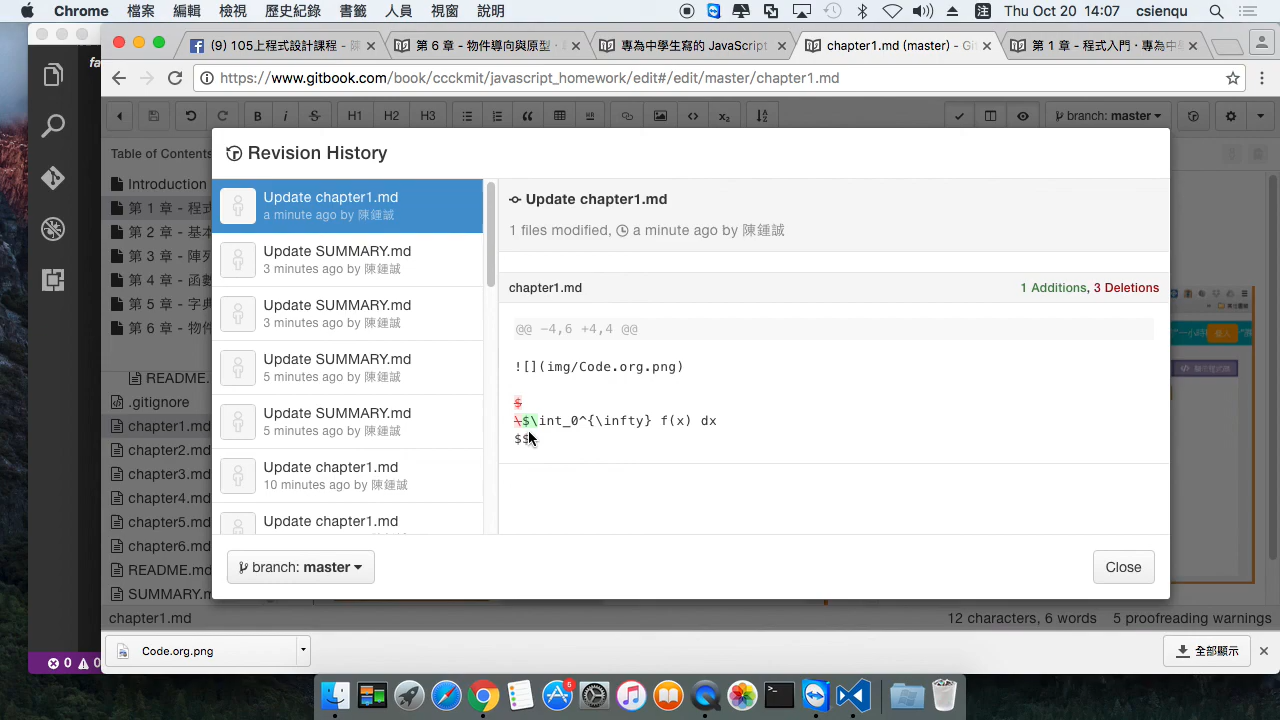 Chrome 檔案 編輯 檢視 歷史紀錄 書籤 人員 視窗 說明 注 Thu Oct 20 14:07 csienqu
(9) 105上程式設計課程 - 第 6 章 - 物件導向與原型 · 專為中學生寫的 JavaScript chapter1.md (master) - Gi 第 1 章 - 程式入門 · 專為中
https://www.gitbook.com/book/ccckmit/javascript_homework/edit#/edit/master/chapter1.md
B I S H1 H2 H3 branch: master
Table of Contents
Introduction
第 1 章 - 程式
第 2 章 - 基本
第 3 章 - 陣列
第 4 章 - 函數
第 5 章 - 字典
第 6 章 - 物件
README.
.gitignore
chapter1.md
chapter2.
chapter3.
chapter4.
chapter5.
chapter6.
README.m
SUMMARY.m
chapter1.md
12 characters, 6 words 5 proofreading warnings
Revision History
Update chapter1.md
a minute ago by 陳鍾誠
Update SUMMARY.md
3 minutes ago by 陳鍾誠
Update SUMMARY.md
3 minutes ago by 陳鍾誠
Update SUMMARY.md
5 minutes ago by 陳鍾誠
Update SUMMARY.md
5 minutes ago by 陳鍾誠
Update chapter1.md
10 minutes ago by 陳鍾誠
Update chapter1.md
branch: master
Update chapter1.md
1 files modified, a minute ago by 陳鍾誠
chapter1.md 1 Additions, 3 Deletions
@@ -4,6 +4,4 @@
![](img/Code.org.png)
$
\$\int_0^{\infty} f(x) dx
$$
Close
Code.org.png 全部顯示
0 0
6